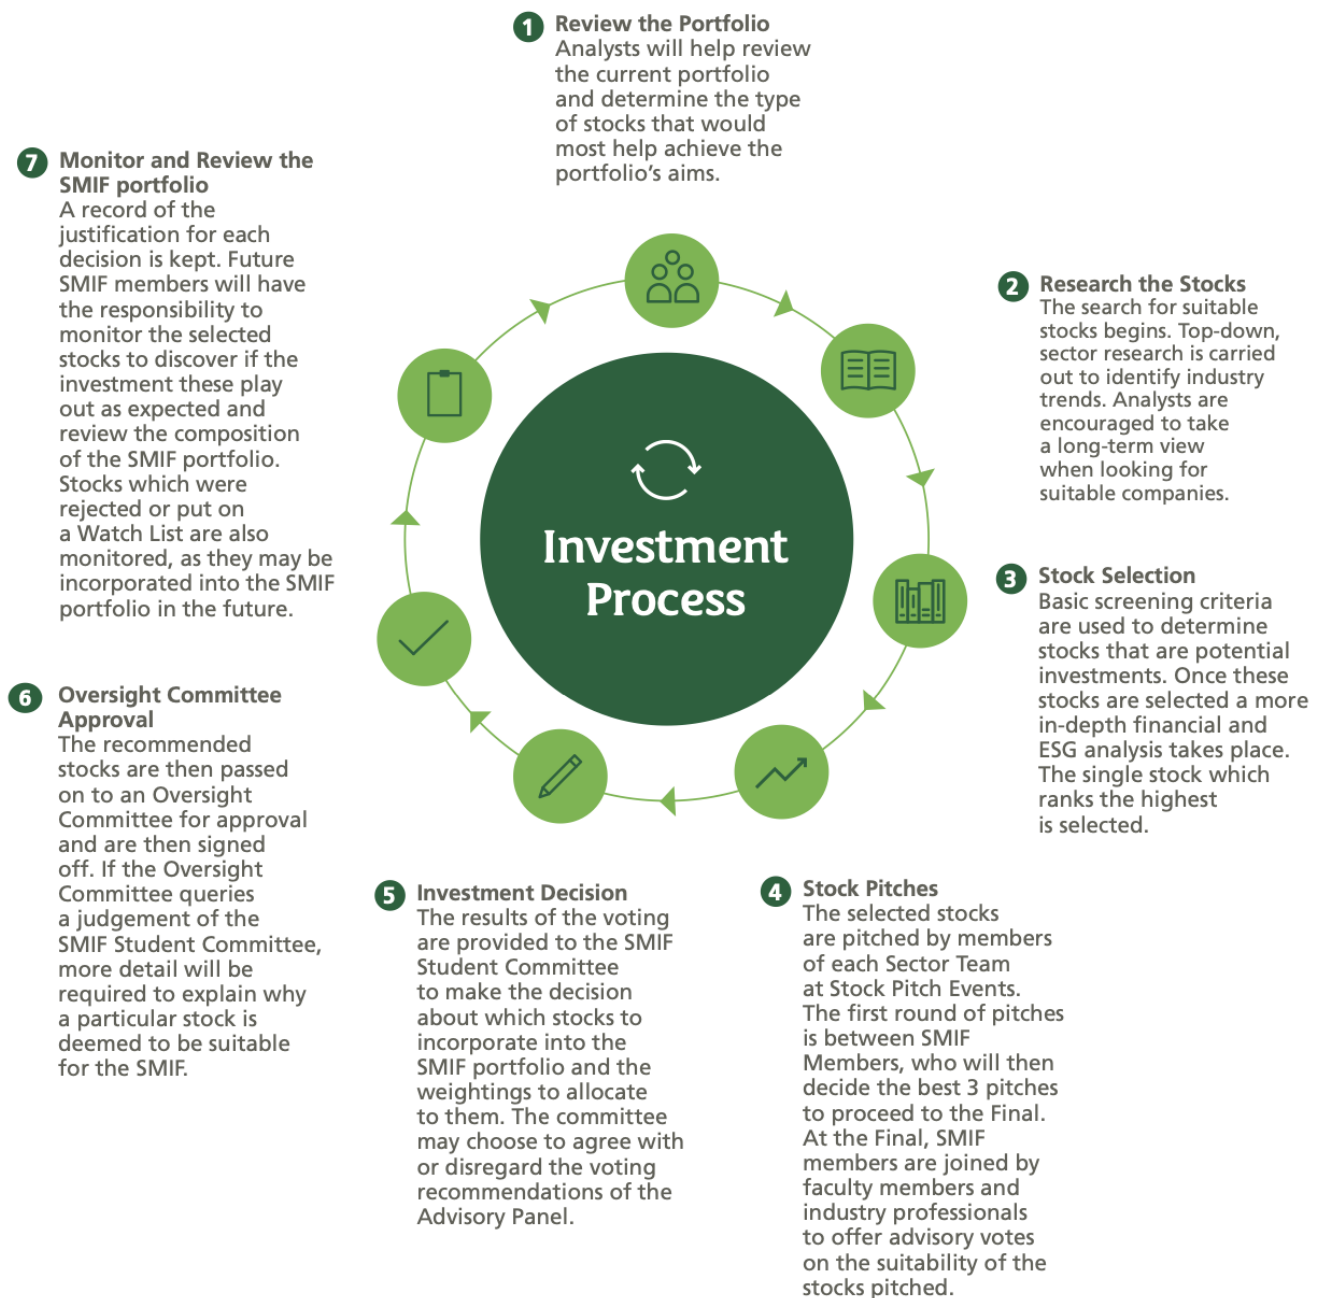 1 Review the Portfolio
Analysts will help review
the current portfolio
and determine the type
of stocks that would
most help achieve the
portfolio’s aims.
2 Research the Stocks
The search for suitable
stocks begins. Top-down,
sector research is carried
out to identify industry
trends. Analysts are
encouraged to take
a long-term view
when looking for
suitable companies.
3 Stock Selection
Basic screening criteria
are used to determine
stocks that are potential
investments. Once these
stocks are selected a more
in-depth financial and
ESG analysis takes place.
The single stock which
ranks the highest
is selected.
4 Stock Pitches
The selected stocks
are pitched by members
of each Sector Team
at Stock Pitch Events.
The first round of pitches
is between SMIF
Members, who will then
decide the best 3 pitches
to proceed to the Final.
At the Final, SMIF
members are joined by
faculty members and
industry professionals
to offer advisory votes
on the suitability of the
stocks pitched.
5 Investment Decision
The results of the voting
are provided to the SMIF
Student Committee
to make the decision
about which stocks to
incorporate into the
SMIF portfolio and the
weightings to allocate
to them. The committee
may choose to agree with
or disregard the voting
recommendations of the
Advisory Panel.
6 Oversight Committee
Approval
The recommended
stocks are then passed
on to an Oversight
Committee for approval
and are then signed
off. If the Oversight
Committee queries
a judgement of the
SMIF Student Committee,
more detail will be
required to explain why
a particular stock is
deemed to be suitable
for the SMIF.
7 Monitor and Review the
SMIF portfolio
A record of the
justification for each
decision is kept. Future
SMIF members will have
the responsibility to
monitor the selected
stocks to discover if the
investment these play
out as expected and
review the composition
of the SMIF portfolio.
Stocks which were
rejected or put on
a Watch List are also
monitored, as they may be
incorporated into the SMIF
portfolio in the future.
Investment
Process